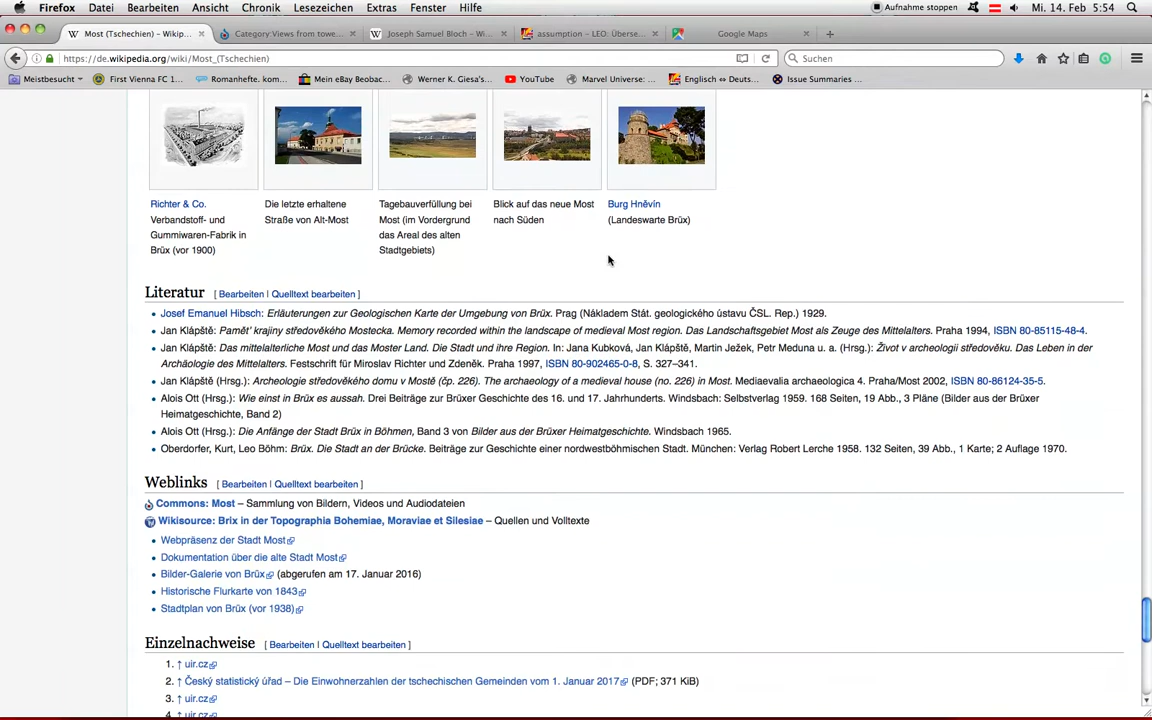 Firefox Datei Bearbeiten Ansicht Chronik Lesezeichen Extras Fenster Hilfe Aufnahme stoppen Mi. 14. Feb 5:54
Most (Tschechien) – Wikip... Category:Views from towe... Joseph Samuel Bloch – Wi... assumption – LEO: Überse... Google Maps
https://de.wikipedia.org/wiki/Most_(Tschechien) Suchen
Meistbesucht First Vienna FC 1... Romanhefte. kom... Mein eBay Beobac... Werner K. Giesa's... YouTube Marvel Universe: ... Englisch ⇔ Deuts... Issue Summaries ...
Richter & Co. Die letzte erhaltene Tagebauverfüllung bei Blick auf das neue Most Burg Hněvín
Verbandstoff- und Straße von Alt-Most Most (im Vordergrund nach Süden (Landeswarte Brüx)
Gummiwaren-Fabrik in das Areal des alten
Brüx (vor 1900) Stadtgebiets)
Literatur [ Bearbeiten | Quelltext bearbeiten ]
• Josef Emanuel Hibsch: Erläuterungen zur Geologischen Karte der Umgebung von Brüx. Prag (Nákladem Stát. geologického ústavu ČSL. Rep.) 1929.
• Jan Klápště: Paměť krajiny středověkého Mostecka. Memory recorded within the landscape of medieval Most region. Das Landschaftsgebiet Most als Zeuge des Mittelalters. Praha 1994, ISBN 80-85115-48-4.
• Jan Klápště: Das mittelalterliche Most und das Moster Land. Die Stadt und ihre Region. In: Jana Kubková, Jan Klápště, Martin Ježek, Petr Meduna u. a. (Hrsg.): Život v archeologii středověku. Das Leben in der
Archäologie des Mittelalters. Festschrift für Miroslav Richter und Zdeněk. Praha 1997, ISBN 80-902465-0-8, S. 327–341.
• Jan Klápště (Hrsg.): Archeologie středověkého domu v Mostě (čp. 226). The archaeology of a medieval house (no. 226) in Most. Mediaevalia archaeologica 4. Praha/Most 2002, ISBN 80-86124-35-5.
• Alois Ott (Hrsg.): Wie einst in Brüx es aussah. Drei Beiträge zur Brüxer Geschichte des 16. und 17. Jahrhunderts. Windsbach: Selbstverlag 1959. 168 Seiten, 19 Abb., 3 Pläne (Bilder aus der Brüxer
Heimatgeschichte, Band 2)
• Alois Ott (Hrsg.): Die Anfänge der Stadt Brüx in Böhmen, Band 3 von Bilder aus der Brüxer Heimatgeschichte. Windsbach 1965.
• Oberdorfer, Kurt, Leo Böhm: Brüx. Die Stadt an der Brücke. Beiträge zur Geschichte einer nordwestböhmischen Stadt. München: Verlag Robert Lerche 1958. 132 Seiten, 39 Abb., 1 Karte; 2 Auflage 1970.
Weblinks [ Bearbeiten | Quelltext bearbeiten ]
Commons: Most – Sammlung von Bildern, Videos und Audiodateien
Wikisource: Brix in der Topographia Bohemiae, Moraviae et Silesiae – Quellen und Volltexte
• Webpräsenz der Stadt Most
• Dokumentation über die alte Stadt Most
• Bilder-Galerie von Brüx (abgerufen am 17. Januar 2016)
• Historische Flurkarte von 1843
• Stadtplan von Brüx (vor 1938)
Einzelnachweise [ Bearbeiten | Quelltext bearbeiten ]
1. ↑ uir.cz
2. ↑ Český statistický úřad – Die Einwohnerzahlen der tschechischen Gemeinden vom 1. Januar 2017 (PDF; 371 KiB)
3. ↑ uir.cz
4. ↑ uir.cz